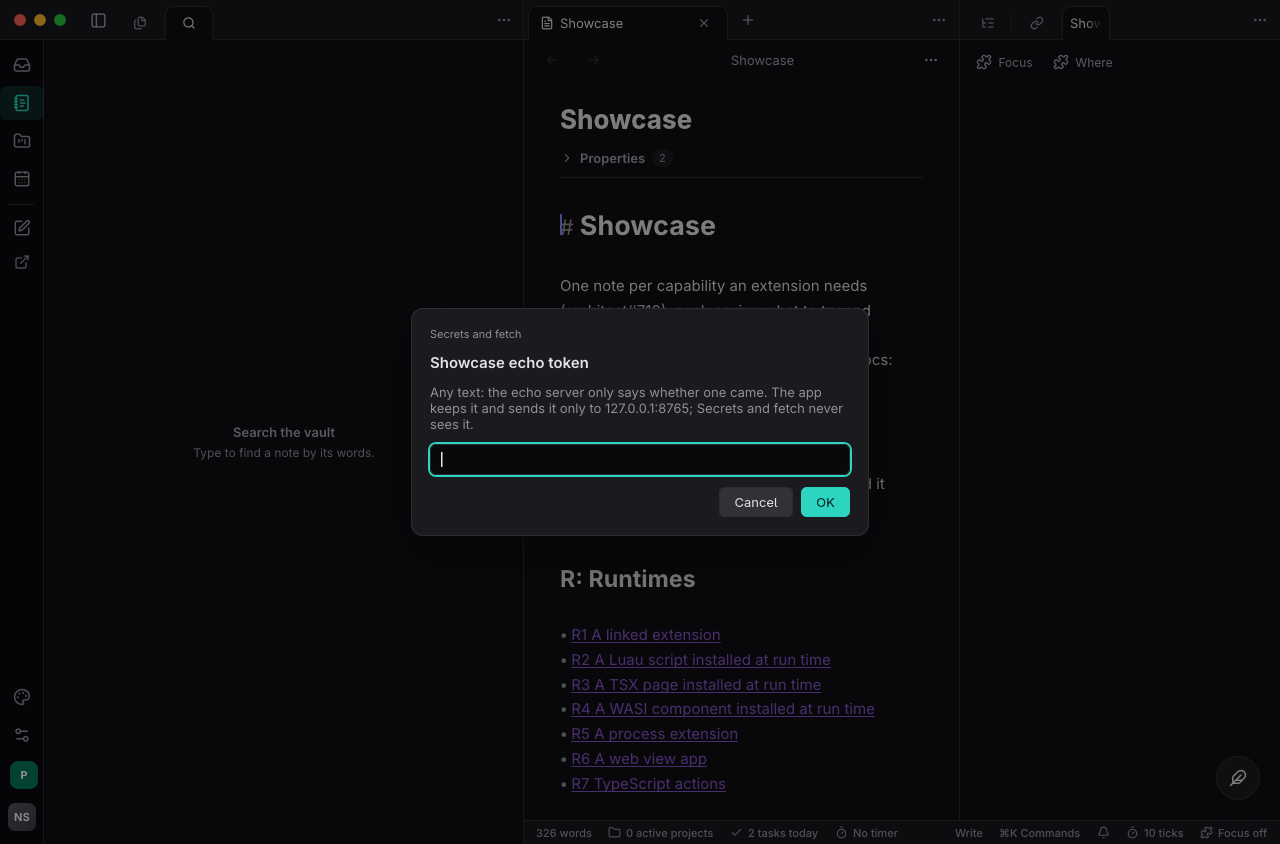 Showcase
Show
Showcase
Focus
Where
Showcase
Properties 2
# Showcase
One note per capability an extension needs
Secrets and fetch
Showcase echo token
Any text: the echo server only says whether one came. The app
keeps it and sends it only to 127.0.0.1:8765; Secrets and fetch never
sees it.
Cancel
OK
Search the vault
Type to find a note by its words.
it
R: Runtimes
• R1 A linked extension
• R2 A Luau script installed at run time
• R3 A TSX page installed at run time
• R4 A WASI component installed at run time
• R5 A process extension
• R6 A web view app
• R7 TypeScript actions
P
NS
326 words
0 active projects
2 tasks today
No timer
Write
⌘K Commands
10 ticks
Focus off